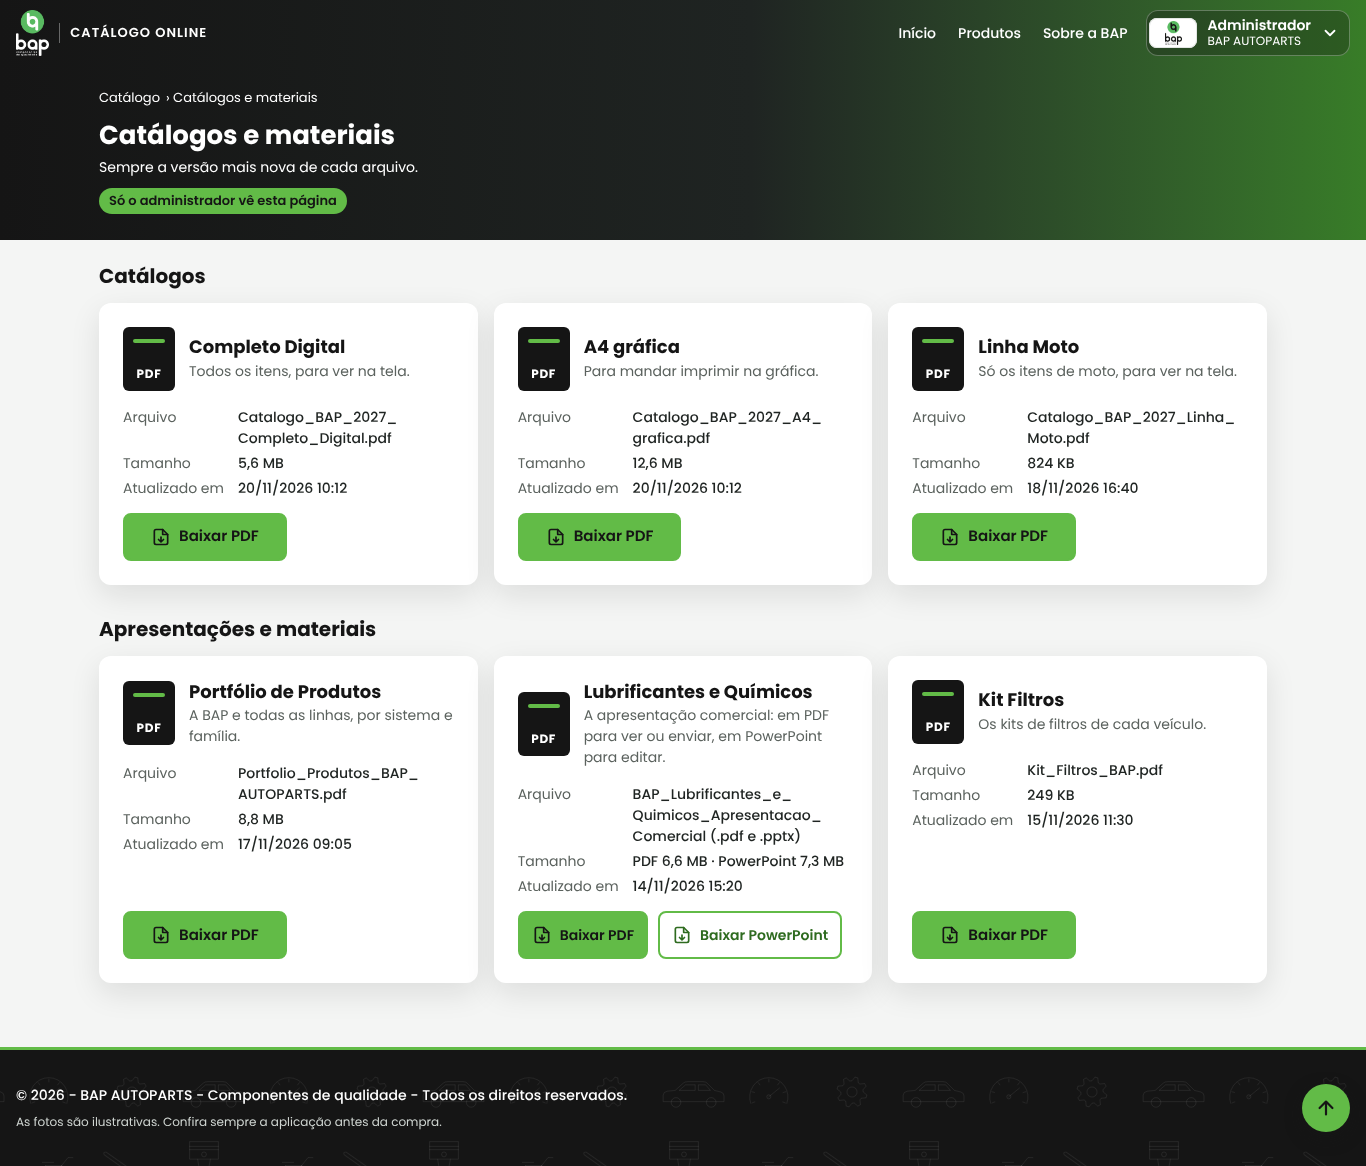 bap
CATÁLOGO ONLINE
Início
Produtos
Sobre a BAP
bap
Administrador
BAP AUTOPARTS
Catálogo › Catálogos e materiais
Catálogos e materiais
Sempre a versão mais nova de cada arquivo.
Só o administrador vê esta página
Catálogos
PDF
Completo Digital
Todos os itens, para ver na tela.
Arquivo
Catalogo_BAP_2027_
Completo_Digital.pdf
Tamanho
5,6 MB
Atualizado em
20/11/2026 10:12
Baixar PDF
PDF
A4 gráfica
Para mandar imprimir na gráfica.
Arquivo
Catalogo_BAP_2027_A4_
grafica.pdf
Tamanho
12,6 MB
Atualizado em
20/11/2026 10:12
Baixar PDF
PDF
Linha Moto
Só os itens de moto, para ver na tela.
Arquivo
Catalogo_BAP_2027_Linha_
Moto.pdf
Tamanho
824 KB
Atualizado em
18/11/2026 16:40
Baixar PDF
Apresentações e materiais
PDF
Portfólio de Produtos
A BAP e todas as linhas, por sistema e
família.
Arquivo
Portfolio_Produtos_BAP_
AUTOPARTS.pdf
Tamanho
8,8 MB
Atualizado em
17/11/2026 09:05
Baixar PDF
PDF
Lubrificantes e Químicos
A apresentação comercial: em PDF
para ver ou enviar, em PowerPoint
para editar.
Arquivo
BAP_Lubrificantes_e_
Quimicos_Apresentacao_
Comercial (.pdf e .pptx)
Tamanho
PDF 6,6 MB · PowerPoint 7,3 MB
Atualizado em
14/11/2026 15:20
Baixar PDF
Baixar PowerPoint
PDF
Kit Filtros
Os kits de filtros de cada veículo.
Arquivo
Kit_Filtros_BAP.pdf
Tamanho
249 KB
Atualizado em
15/11/2026 11:30
Baixar PDF
© 2026 - BAP AUTOPARTS - Componentes de qualidade - Todos os direitos reservados.
As fotos são ilustrativas. Confira sempre a aplicação antes da compra.